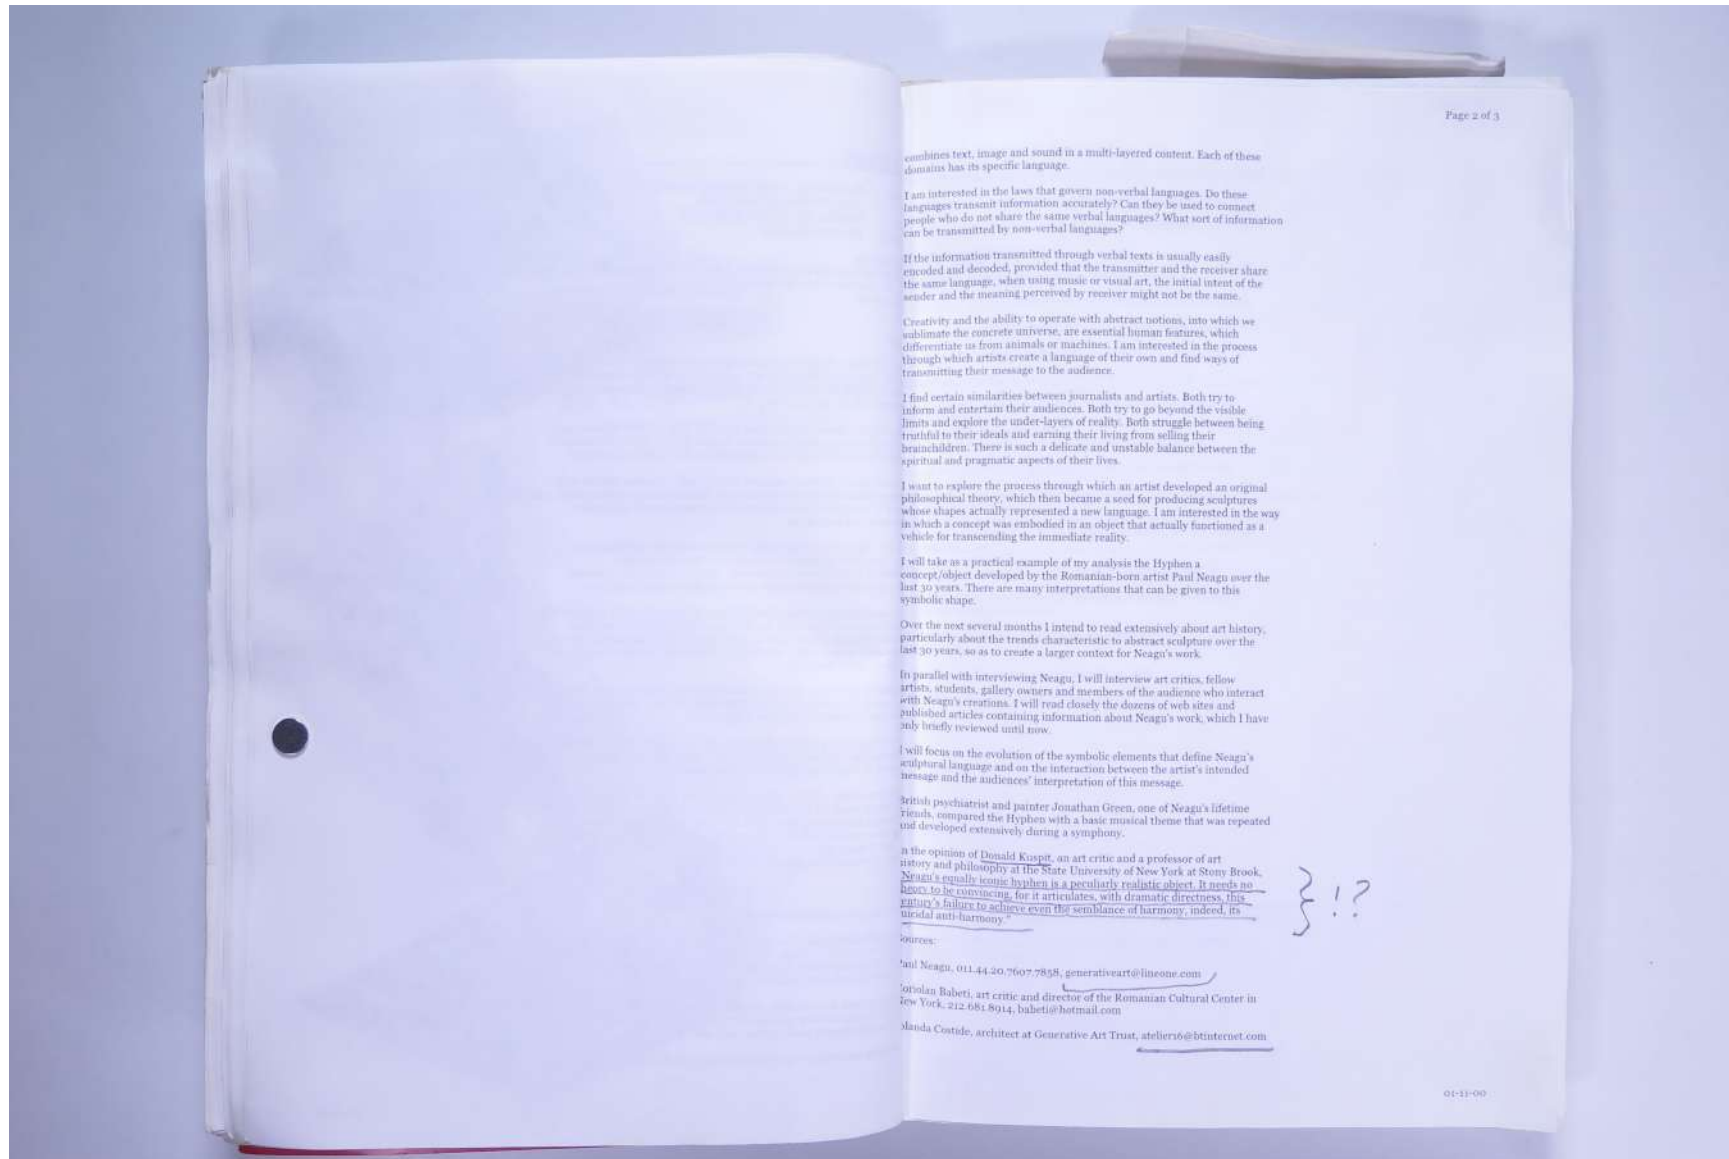 Page 2 of 3
combines text, image and sound in a multi-layered content. Each of these
domains has its specific language.
I am interested in the laws that govern non-verbal languages. Do these
languages transmit information accurately? Can they be used to connect
people who do not share the same verbal languages? What sort of information
can be transmitted by non-verbal languages?
If the information transmitted through verbal texts is usually easily
encoded and decoded, provided that the transmitter and the receiver share
the same language, when using music or visual art, the initial intent of the
sender and the meaning perceived by receiver might not be the same.
Creativity and the ability to operate with abstract notions, into which we
sublimate the concrete universe, are essential human features, which
differentiate us from animals or machines. I am interested in the process
through which artists create a language of their own and find ways of
transmitting their message to the audience.
I find certain similarities between journalists and artists. Both try to
inform and entertain their audiences. Both try to go beyond the visible
limits and explore the under-layers of reality. Both struggle between being
truthful to their ideals and earning their living from selling their
brainchildren. There is such a delicate and unstable balance between the
spiritual and pragmatic aspects of their lives.
I want to explore the process through which an artist developed an original
philosophical theory, which then became a seed for producing sculptures
whose shapes actually represented a new language. I am interested in the way
in which a concept was embodied in an object that actually functioned as a
vehicle for transcending the immediate reality.
I will take as a practical example of my analysis the Hyphen a
concept/object developed by the Romanian-born artist Paul Neagu over the
last 30 years. There are many interpretations that can be given to this
symbolic shape.
Over the next several months I intend to read extensively about art history,
particularly about the trends characteristic to abstract sculpture over the
last 30 years, so as to create a larger context for Neagu's work.
In parallel with interviewing Neagu, I will interview art critics, fellow
artists, students, gallery owners and members of the audience who interact
with Neagu's creations. I will read closely the dozens of web sites and
published articles containing information about Neagu's work, which I have
only briefly reviewed until now.
I will focus on the evolution of the symbolic elements that define Neagu's
sculptural language and on the interaction between the artist's intended
message and the audiences' interpretation of this message.
British psychiatrist and painter Jonathan Green, one of Neagu's lifetime
friends, compared the Hyphen with a basic musical theme that was repeated
and developed extensively during a symphony.
n the opinion of Donald Kuspit, an art critic and a professor of art
istory and philosophy at the State University of New York at Stony Brook,
Neagu's equally iconic hyphen is a peculiarly realistic object. It needs no
heory to be convincing, for it articulates, with dramatic directness, this
entury's failure to achieve even the semblance of harmony, indeed, its
uicidal anti-harmony."
} !?
ources:
Paul Neagu, 011.44.20.7607.7858, generativeart@lineone.com
oriolan Babeti, art critic and director of the Romanian Cultural Center in
New York, 212.681.8914, babeti@hotmail.com
olanda Costide, architect at Generative Art Trust, atelier16@btinternet.com
01-11-00